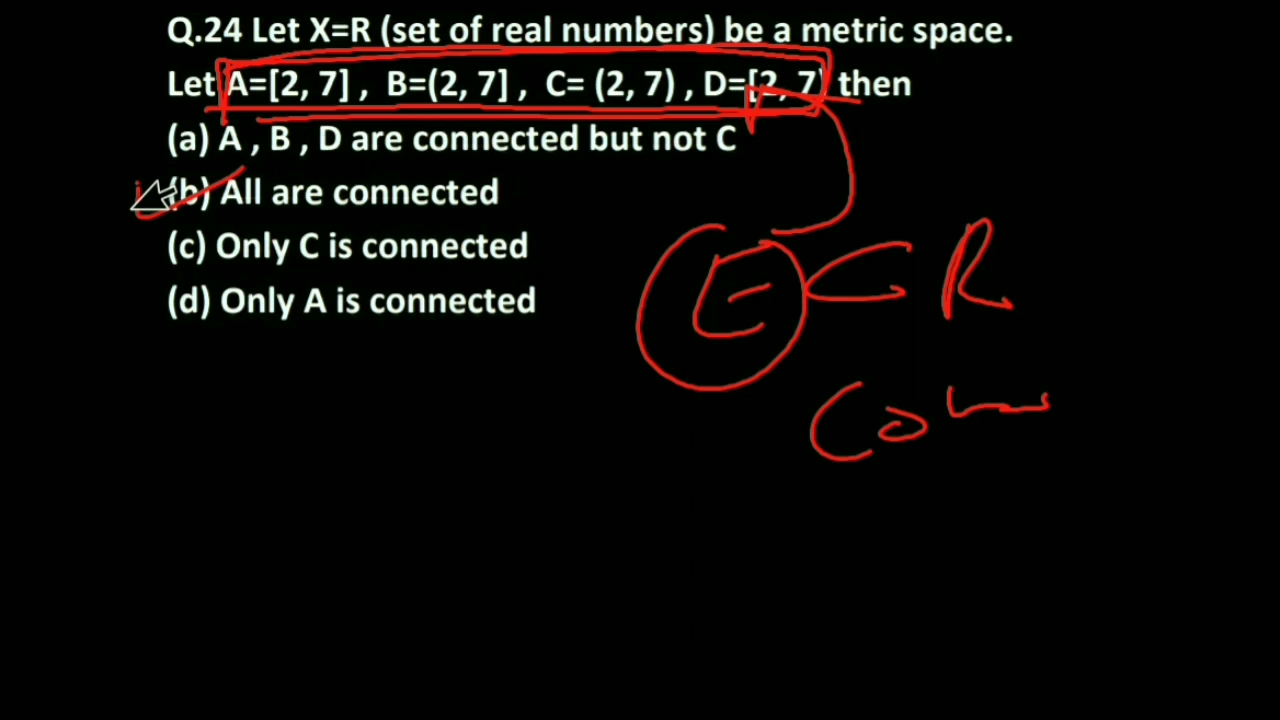 Q.24 Let X=R (set of real numbers) be a metric space.
Let A=[2, 7] , B=(2, 7] , C= (2, 7) , D=[2, 7) then
(a) A , B , D are connected but not C
(b) All are connected
(c) Only C is connected
(d) Only A is connected
E ⊂ R